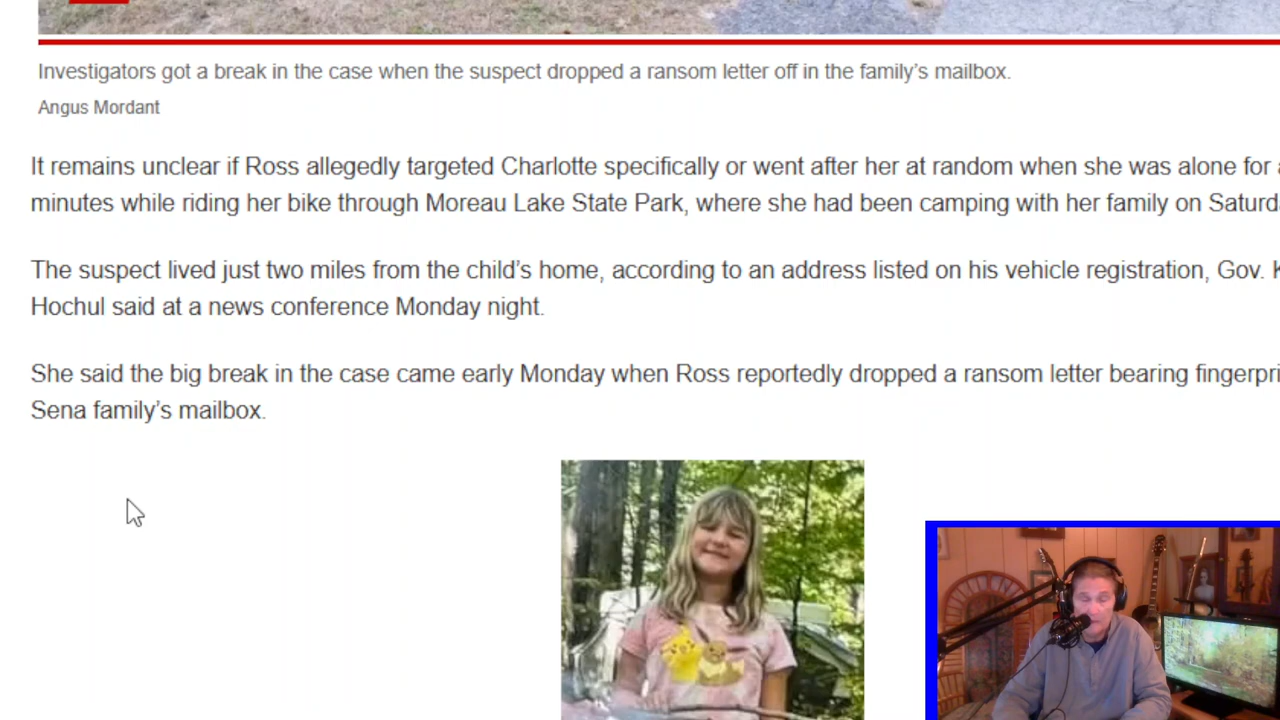 Investigators got a break in the case when the suspect dropped a ransom letter off in the family's mailbox.
Angus Mordant
It remains unclear if Ross allegedly targeted Charlotte specifically or went after her at random when she was alone for
minutes while riding her bike through Moreau Lake State Park, where she had been camping with her family on
The suspect lived just two miles from the child's home, according to an address listed on his vehicle registration, Gov.
Hochul said at a news conference Monday night.
She said the big break in the case came early Monday when Ross reportedly dropped a ransom letter bearing
Sena family's mailbox.